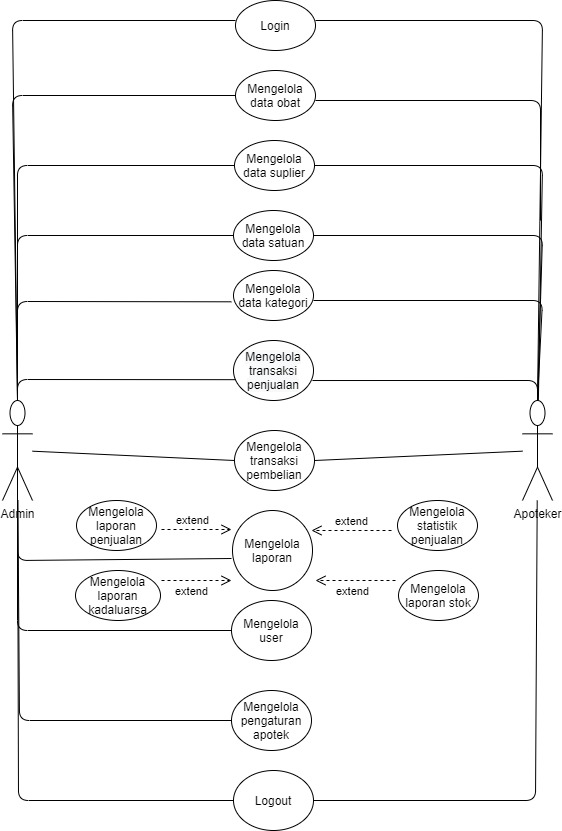 Login
Mengelola
data obat
Mengelola
data suplier
Mengelola
data satuan
Mengelola
data kategori
Mengelola
transaksi
penjualan
Mengelola
transaksi
pembelian
Admin
Apoteker
Mengelola
laporan
penjualan
extend
Mengelola
laporan
extend
Mengelola
statistik
penjualan
Mengelola
laporan
kadaluarsa
extend
extend
Mengelola
laporan stok
Mengelola
user
Mengelola
pengaturan
apotek
Logout